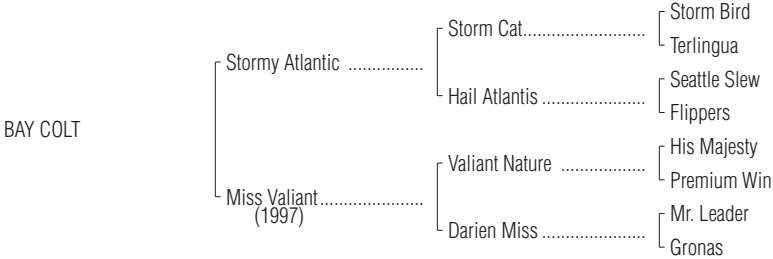 Storm Bird
Storm Cat..........................
Terlingua
Stormy Atlantic ................
Seattle Slew
Hail Atlantis ......................
Flippers
BAY COLT
His Majesty
Valiant Nature ..................
Premium Win
Miss Valiant......................
(1997)
Mr. Leader
Darien Miss ......................
Gronas